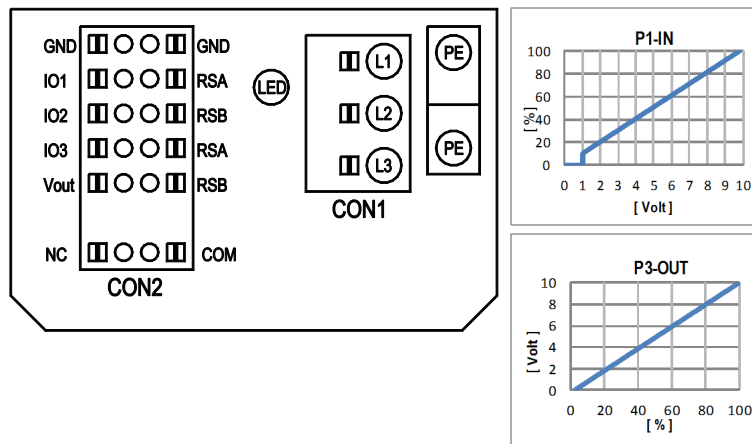 GND GND
IO1 RSA
IO2 RSB
IO3 RSA
Vout RSB
NC COM
CON2
LED
L1
L2
L3
CON1
PE
PE
P1-IN
100
80
60
40
20
0
[ % ]
0 1 2 3 4 5 6 7 8 9 10
[ Volt ]
P3-OUT
10
8
6
4
2
0
[ Volt ]
0 20 40 60 80 100
[ % ]